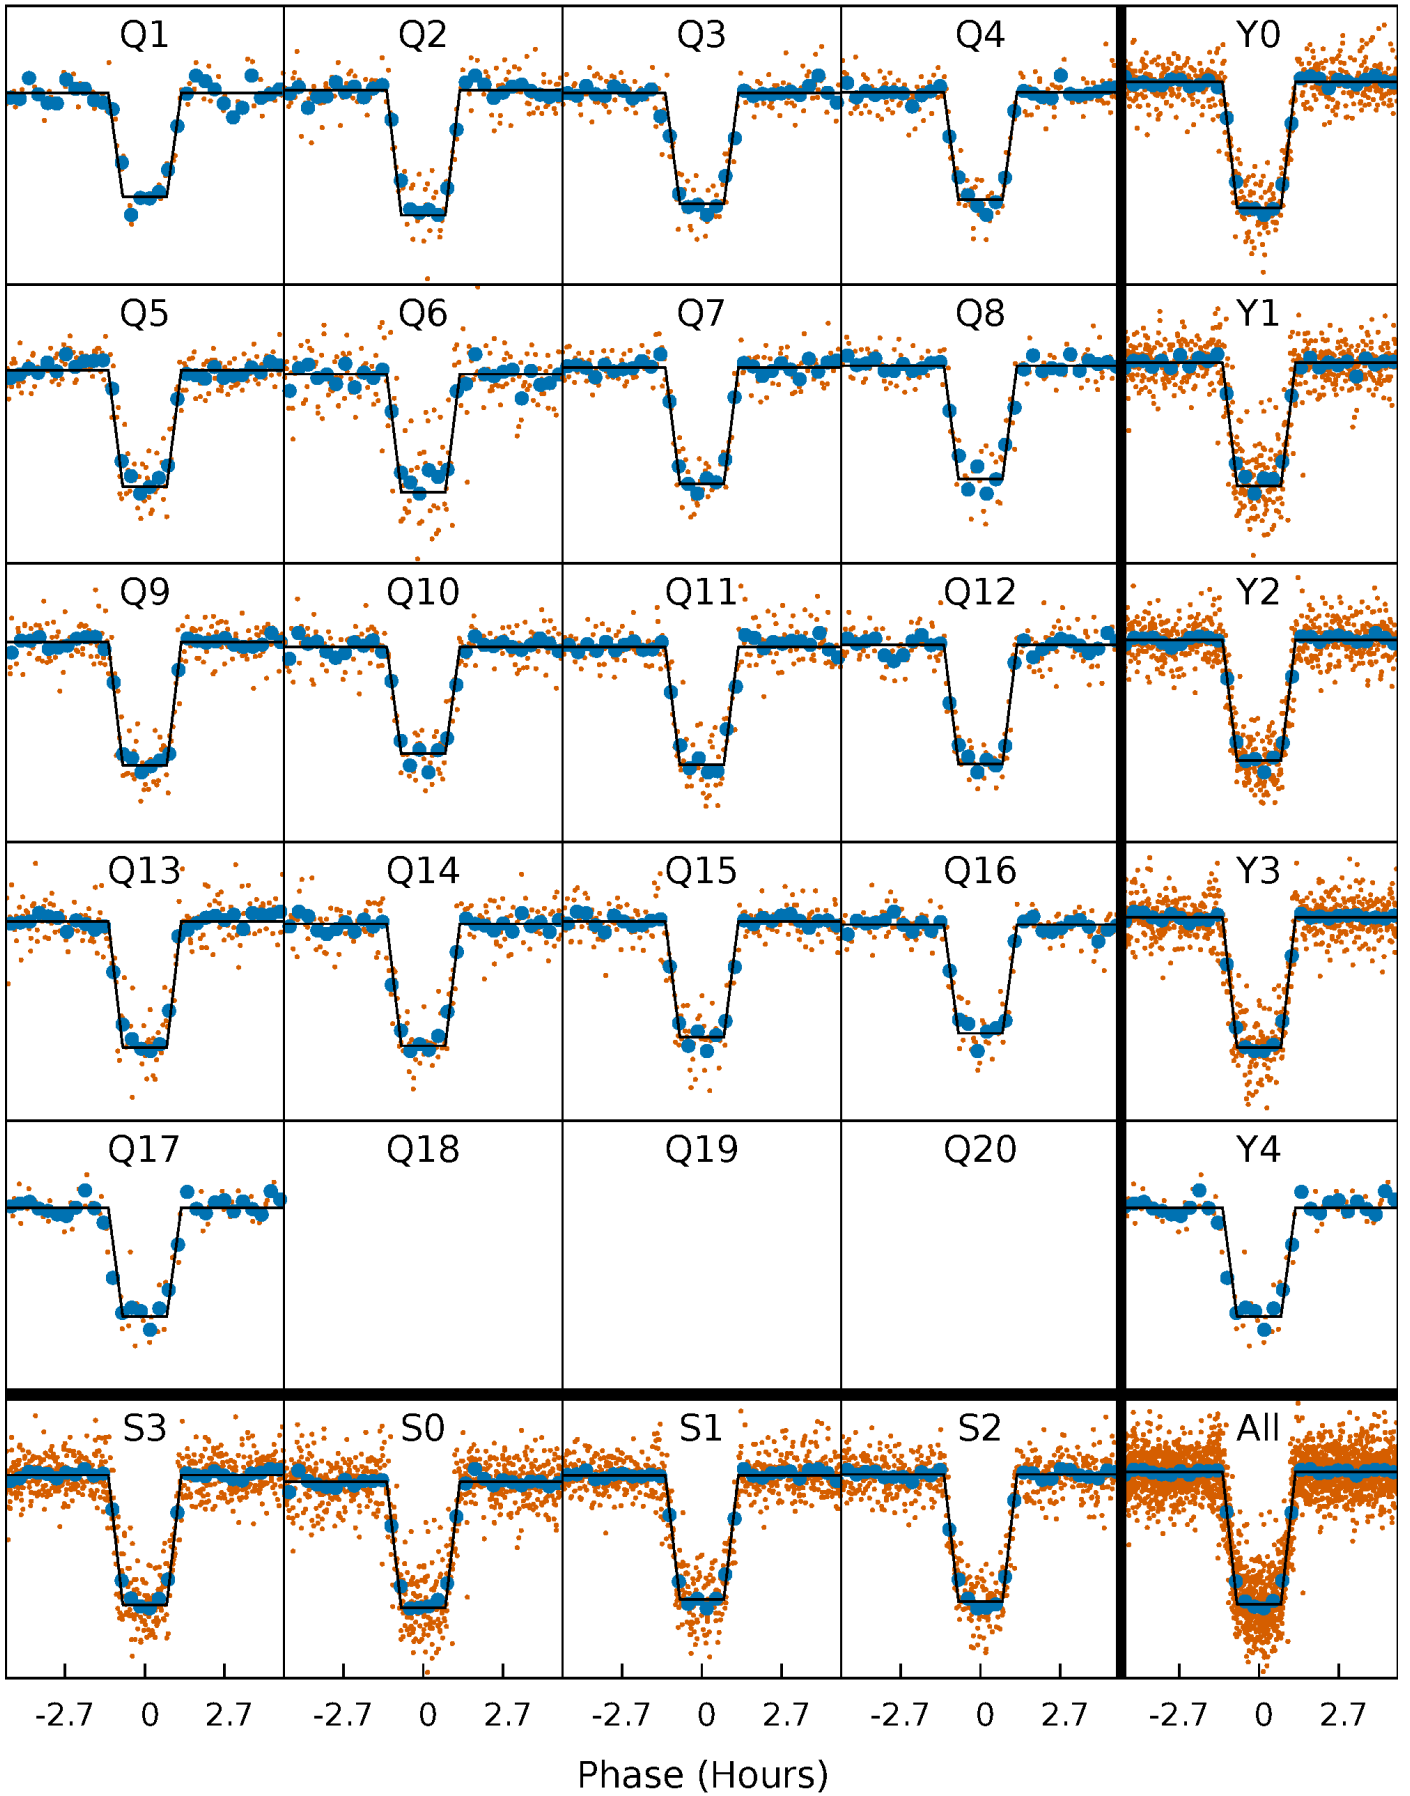 Q1 Q2 Q3 Q4 Y0
Q5 Q6 Q7 Q8 Y1
Q9 Q10 Q11 Q12 Y2
Q13 Q14 Q15 Q16 Y3
Q17 Q18 Q19 Q20 Y4
S3 S0 S1 S2 All
-2.7 0 2.7 -2.7 0 2.7 -2.7 0 2.7 -2.7 0 2.7 -2.7 0 2.7
Phase (Hours)